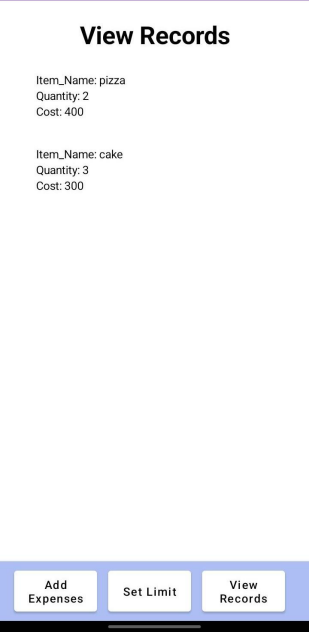 View Records
Item_Name: pizza
Quantity: 2
Cost: 400
Item_Name: cake
Quantity: 3
Cost: 300
Add
Expenses
Set Limit
View
Records